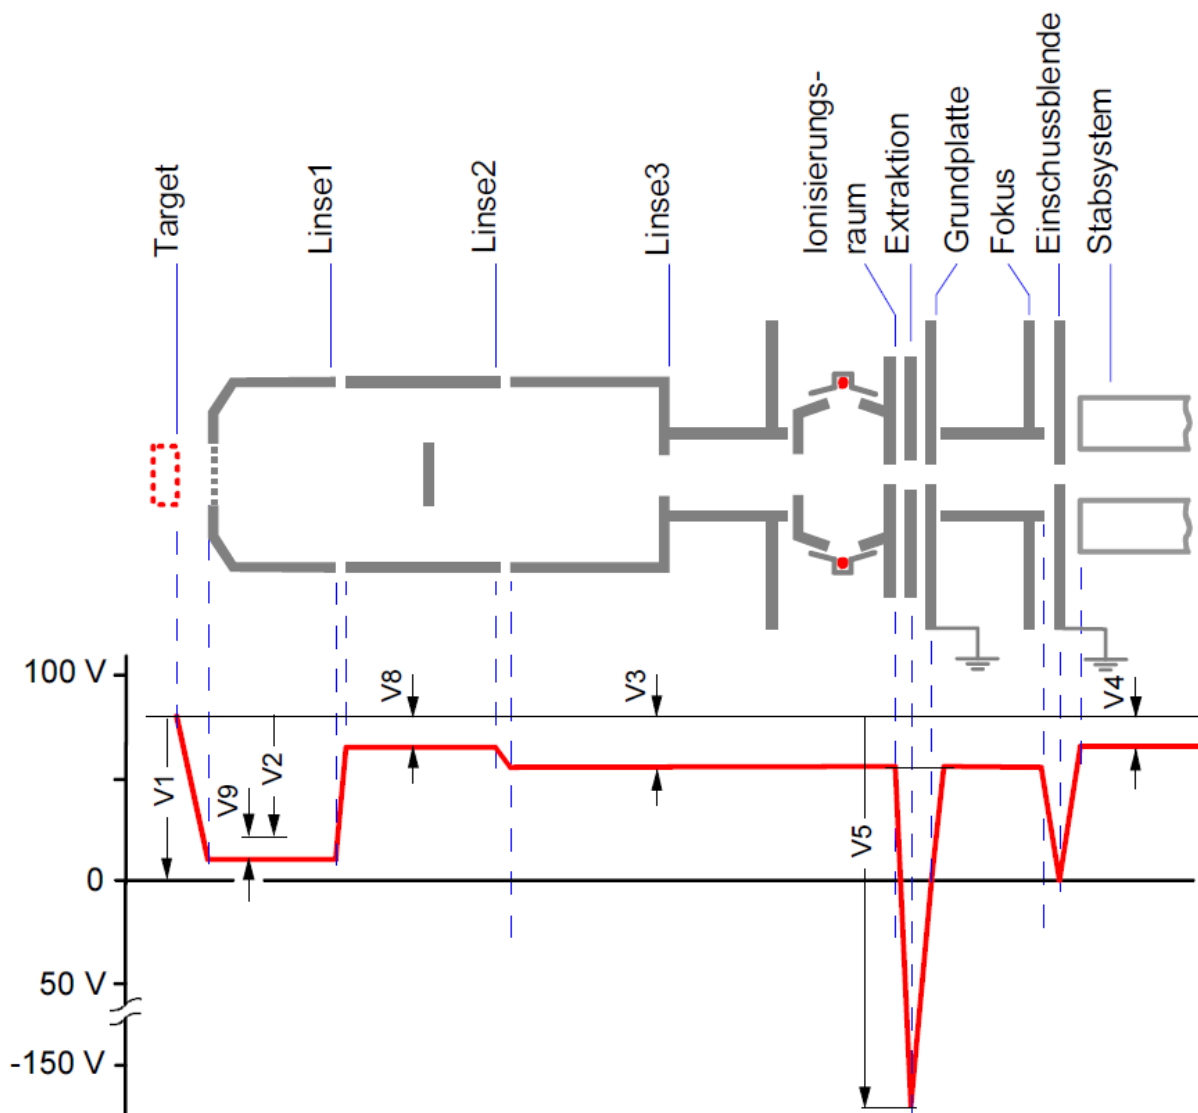 Target
Linse1
Linse2
Linse3
Ionisierungs-
raum
Extraktion
Grundplatte
Fokus
Einschussblende
Stabsystem
100 V
V1
V9
V2
V8
V3
V5
V4
0
50 V
-150 V